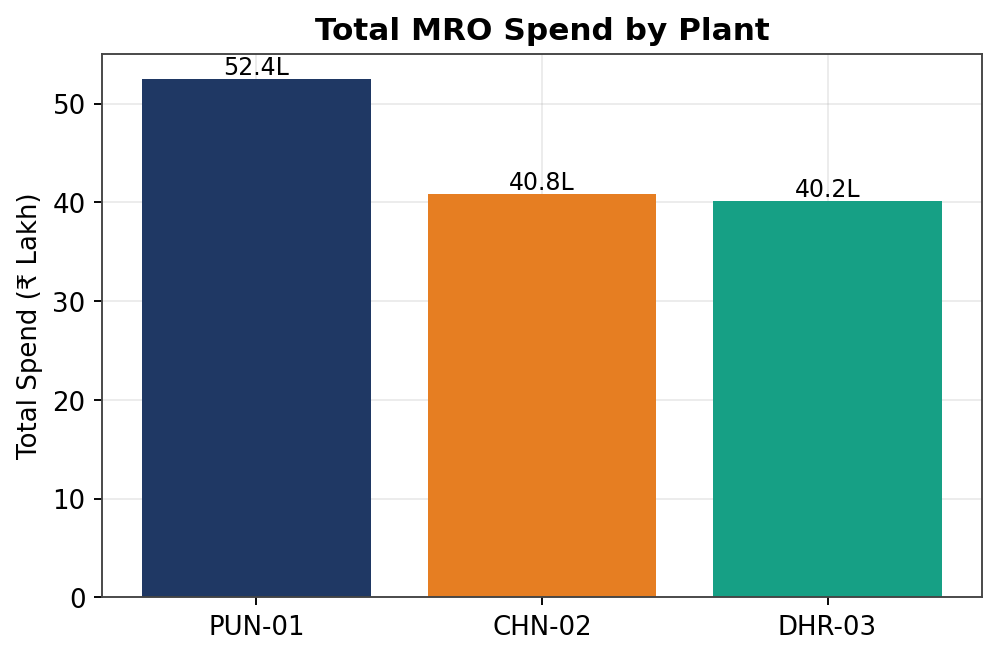 Total MRO Spend by Plant
Total Spend (₹ Lakh)
50
40
30
20
10
0
52.4L
40.8L
40.2L
PUN-01
CHN-02
DHR-03